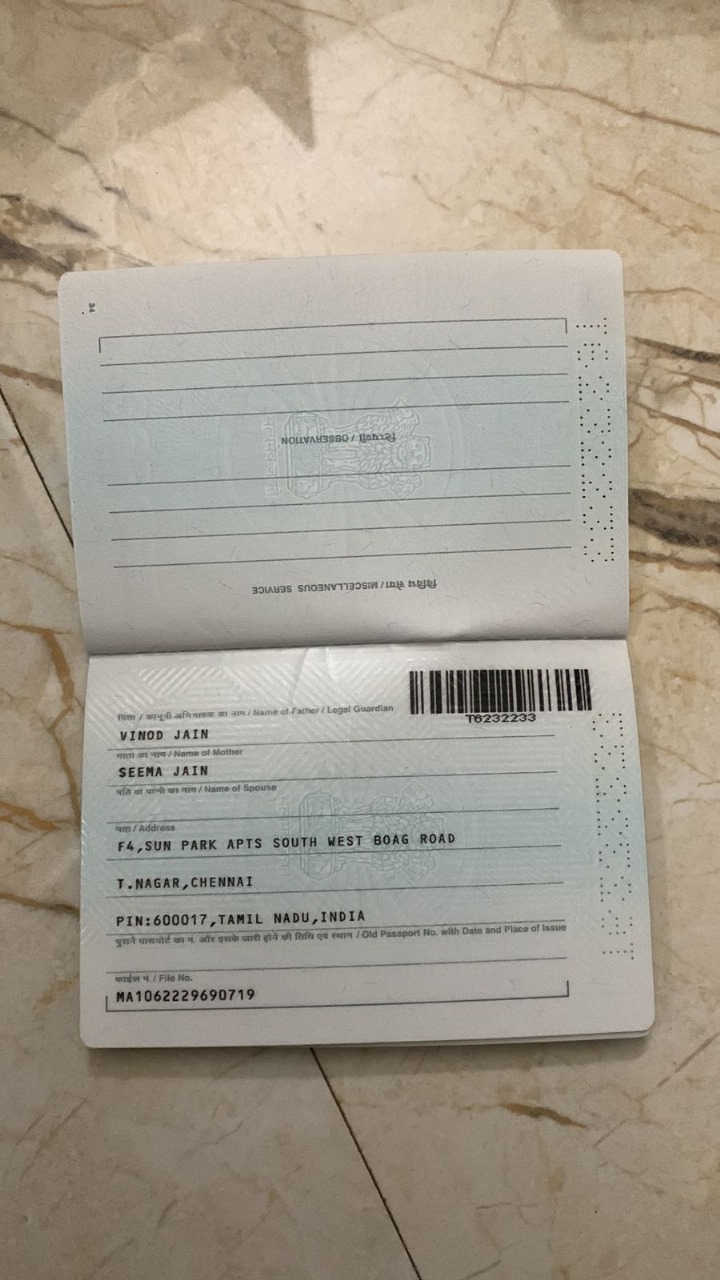 34
टिप्पणी / OBSERVATION
विविध सेवा / MISCELLANEOUS SERVICE
पिता / कानूनी अभिभावक का नाम / Name of Father / Legal Guardian
T6232233
VINOD JAIN
माता का नाम / Name of Mother
SEEMA JAIN
पति या पत्नी का नाम / Name of Spouse
पता / Address
F4,SUN PARK APTS SOUTH WEST BOAG ROAD
T.NAGAR,CHENNAI
PIN:600017,TAMIL NADU,INDIA
पुराने पासपोर्ट का नं. और इसके जारी होने की तिथि एवं स्थान / Old Passport No. with Date and Place of Issue
फाईल नं. / File No.
MA1062229690719